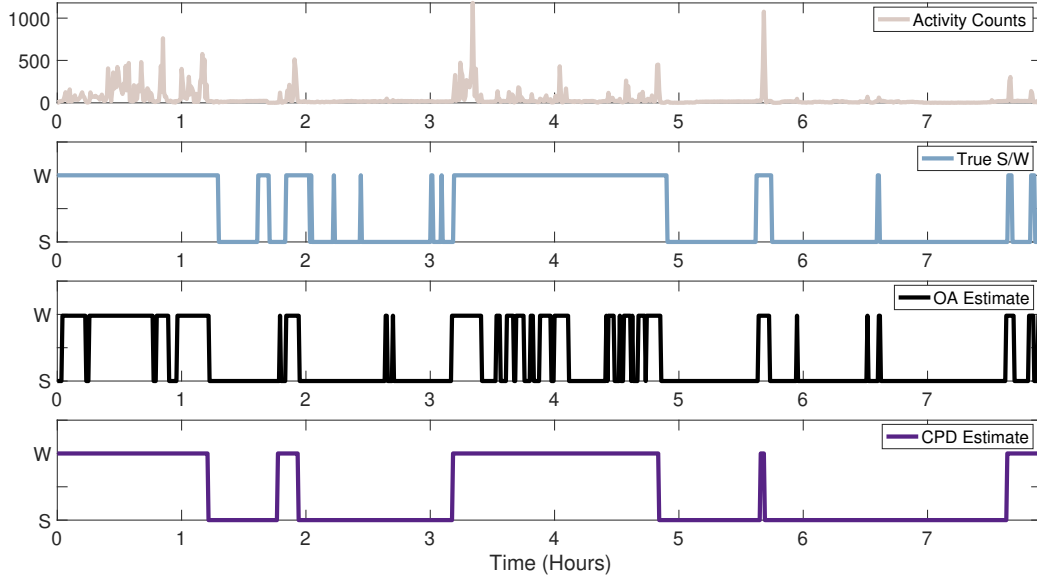 1000
Activity Counts
500
0
0 1 2 3 4 5 6 7
True S/W
W
S
0 1 2 3 4 5 6 7
OA Estimate
W
S
0 1 2 3 4 5 6 7
CPD Estimate
W
S
0 1 2 3 4 5 6 7
Time (Hours)